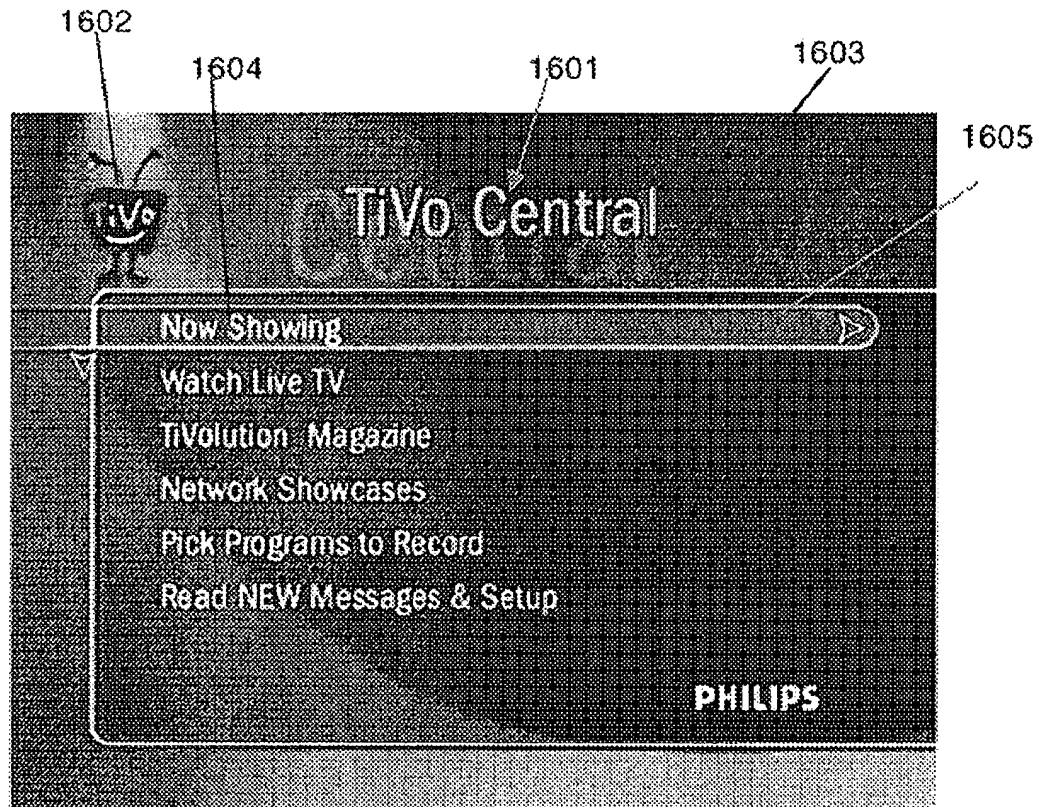 1602
1604
1601
1603
1605
TiVo
TiVo Central
Now Showing
Watch Live TV
TiVolution Magazine
Network Showcases
Pick Programs to Record
Read NEW Messages & Setup
PHILIPS